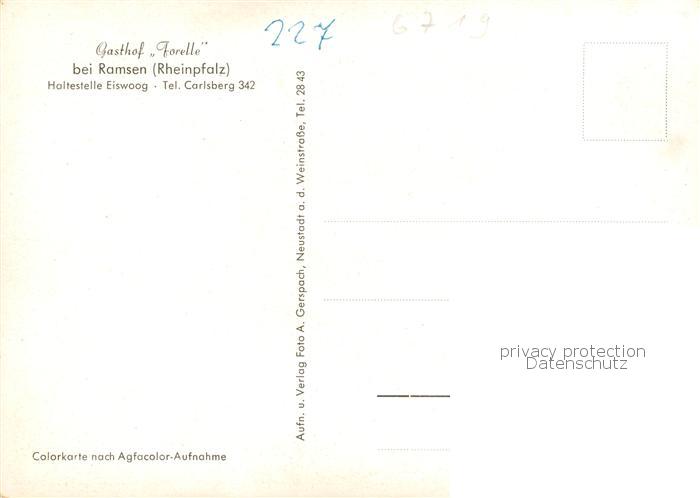 227
6719
Gasthof „Forelle"
bei Ramsen (Rheinpfalz)
Haltestelle Eiswoog · Tel. Carlsberg 342
Aufn. u. Verlag Foto A. Gerspach, Neustadt a. d. Weinstraße, Tel. 28 43
privacy protection
Datenschutz
Colorkarte nach Agfacolor-Aufnahme